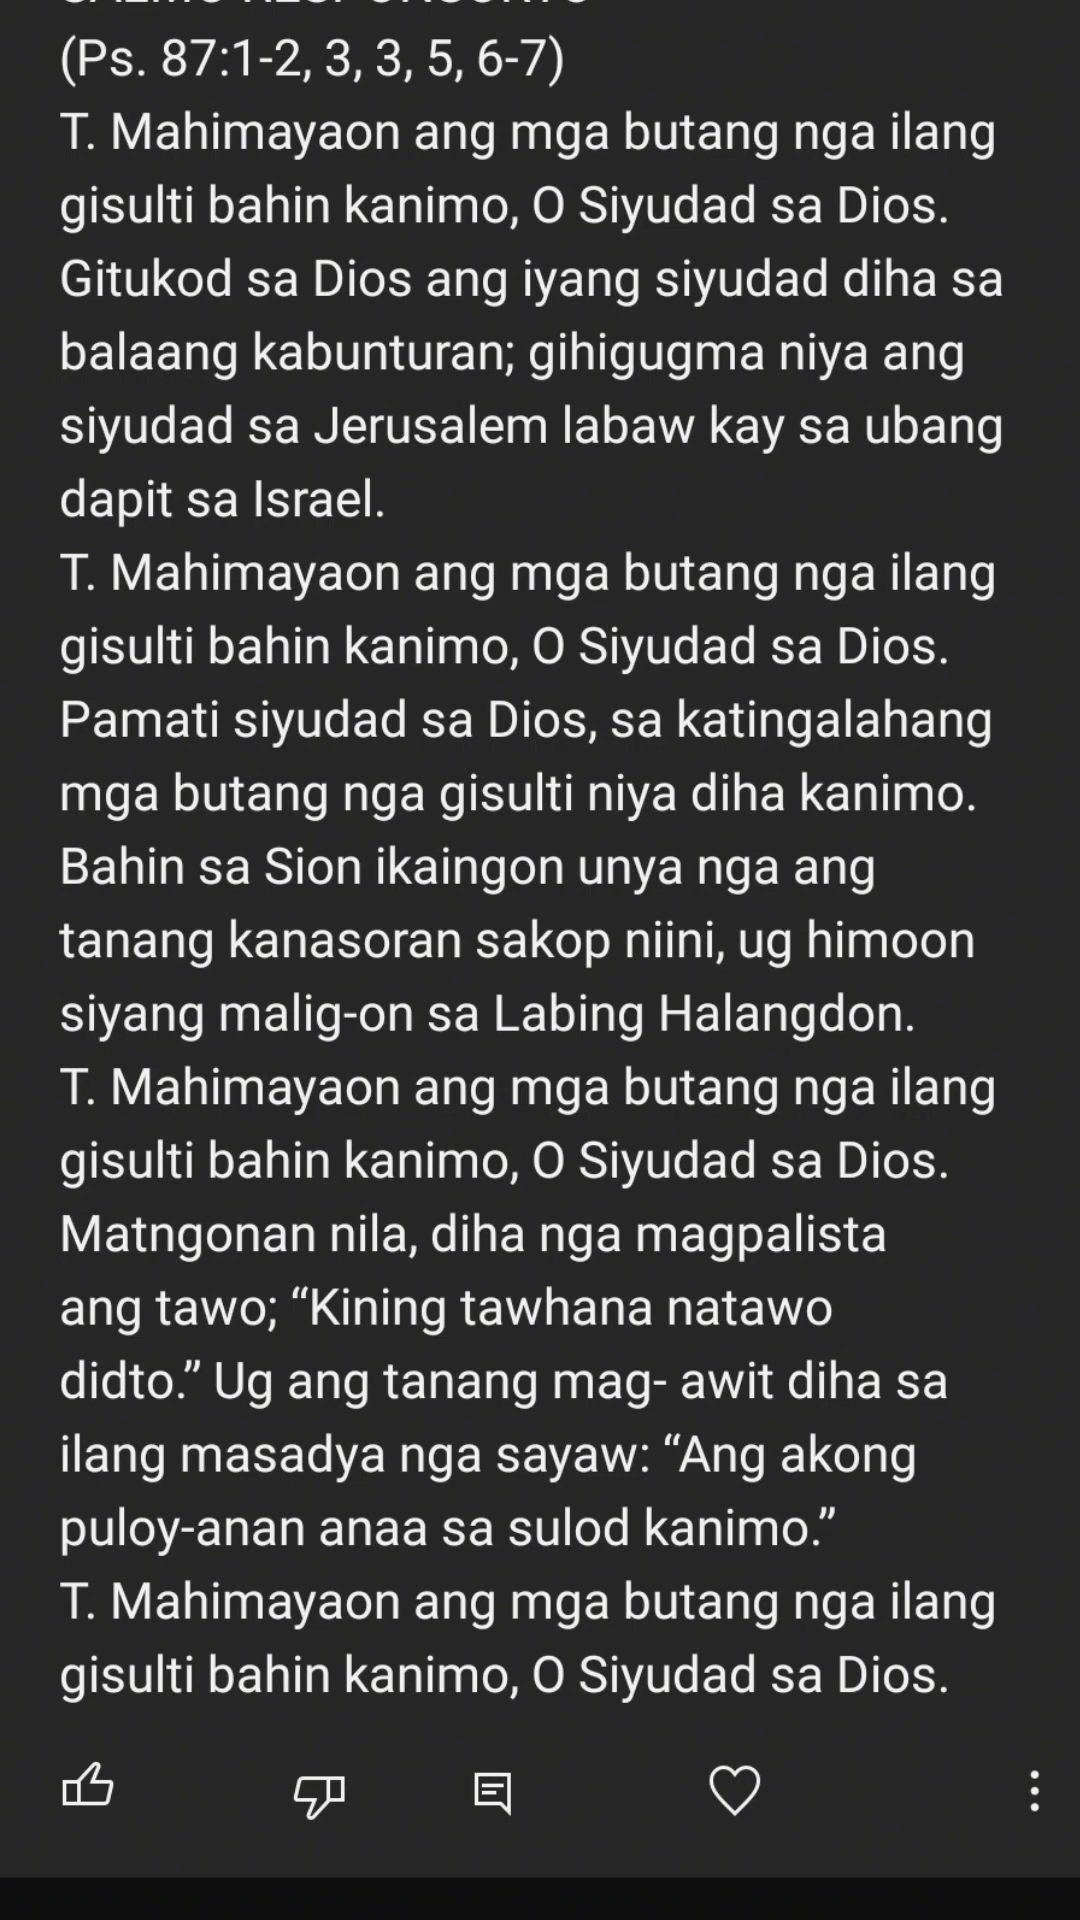 (Ps. 87:1-2, 3, 3, 5, 6-7)
T. Mahimayaon ang mga butang nga ilang
gisulti bahin kanimo, O Siyudad sa Dios.
Gitukod sa Dios ang iyang siyudad diha sa
balaang kabunturan; gihigugma niya ang
siyudad sa Jerusalem labaw kay sa ubang
dapit sa Israel.
T. Mahimayaon ang mga butang nga ilang
gisulti bahin kanimo, O Siyudad sa Dios.
Pamati siyudad sa Dios, sa katingalahang
mga butang nga gisulti niya diha kanimo.
Bahin sa Sion ikaingon unya nga ang
tanang kanasoran sakop niini, ug himoon
siyang malig-on sa Labing Halangdon.
T. Mahimayaon ang mga butang nga ilang
gisulti bahin kanimo, O Siyudad sa Dios.
Matngonan nila, diha nga magpalista
ang tawo; “Kining tawhana natawo
didto.” Ug ang tanang mag- awit diha sa
ilang masadya nga sayaw: “Ang akong
puloy-anan anaa sa sulod kanimo.”
T. Mahimayaon ang mga butang nga ilang
gisulti bahin kanimo, O Siyudad sa Dios.